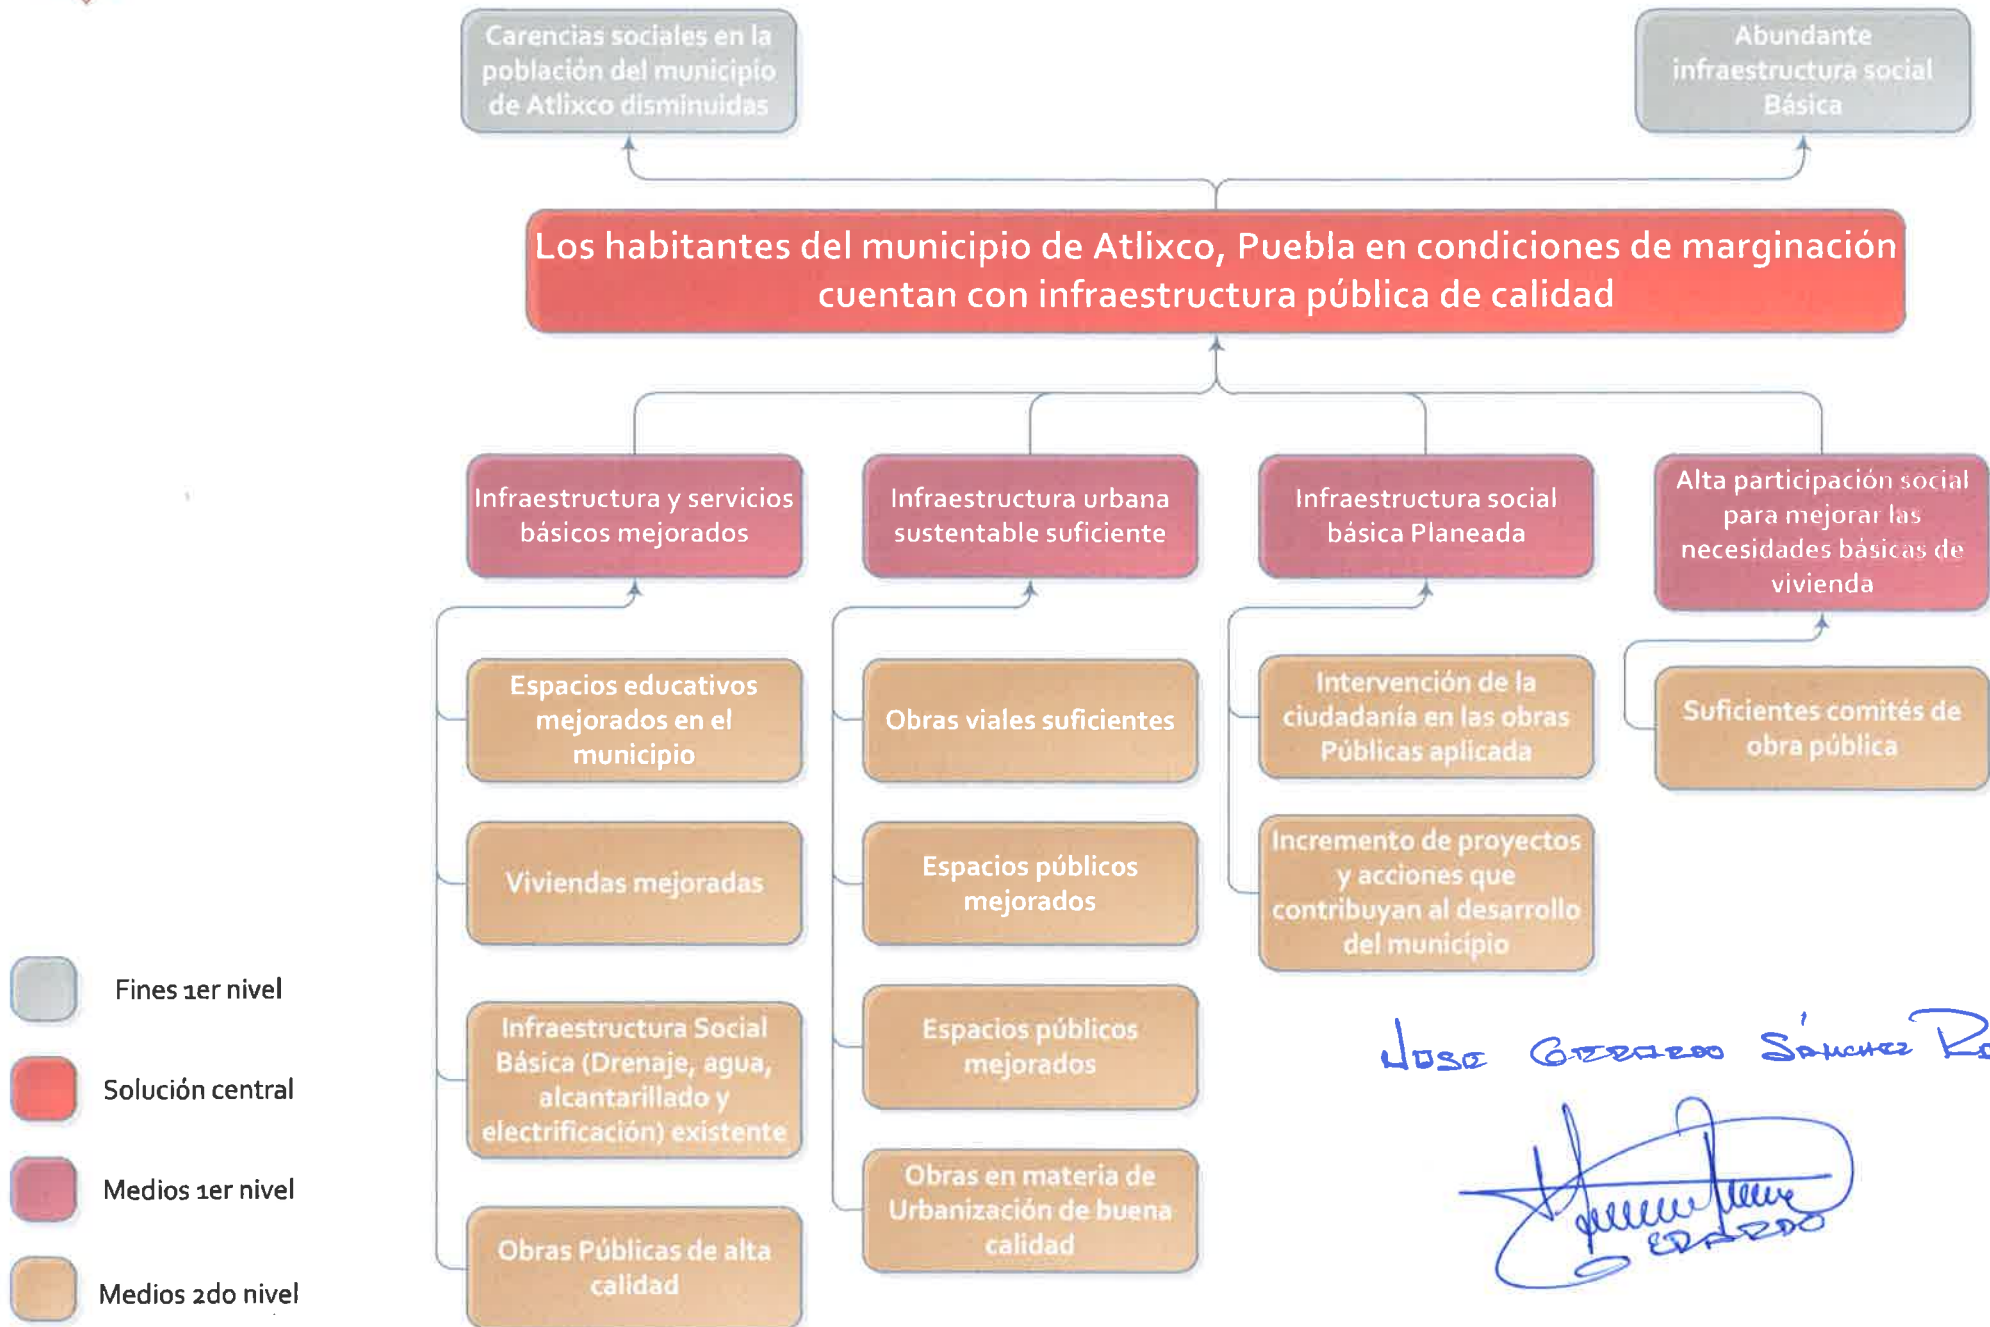 Carencias sociales en la
población del municipio
de Atlixco disminuidas
Abundante
infraestructura social
Básica
Los habitantes del municipio de Atlixco, Puebla en condiciones de marginación
cuentan con infraestructura pública de calidad
Infraestructura y servicios
básicos mejorados
Infraestructura urbana
sustentable suficiente
Infraestructura social
básica Planeada
Alta participación social
para mejorar las
necesidades básicas de
vivienda
Espacios educativos
mejorados en el
municipio
Viviendas mejoradas
Infraestructura Social
Básica (Drenaje, agua,
alcantarillado y
electrificación) existente
Obras Públicas de alta
calidad
Obras viales suficientes
Espacios públicos
mejorados
Espacios públicos
mejorados
Obras en materia de
Urbanización de buena
calidad
Intervención de la
ciudadanía en las obras
Públicas aplicada
Incremento de proyectos
y acciones que
contribuyan al desarrollo
del municipio
Suficientes comités de
obra pública
Fines 1er nivel
Solución central
Medios 1er nivel
Medios 2do nivel
JOSE GERARDO SÁNCHEZ
GERARDO